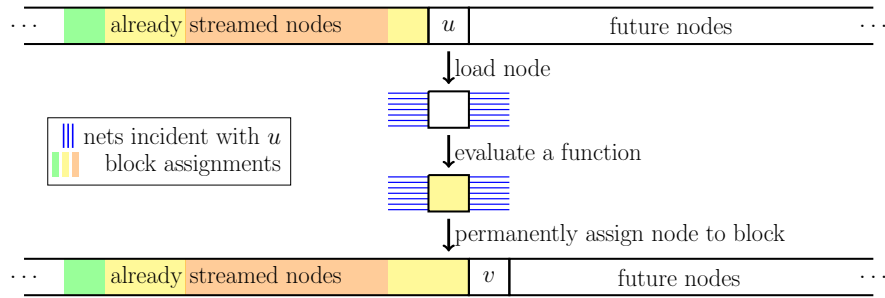 ··· already streamed nodes u future nodes ···
load node
nets incident with u
block assignments
evaluate a function
permanently assign node to block
··· already streamed nodes v future nodes ···